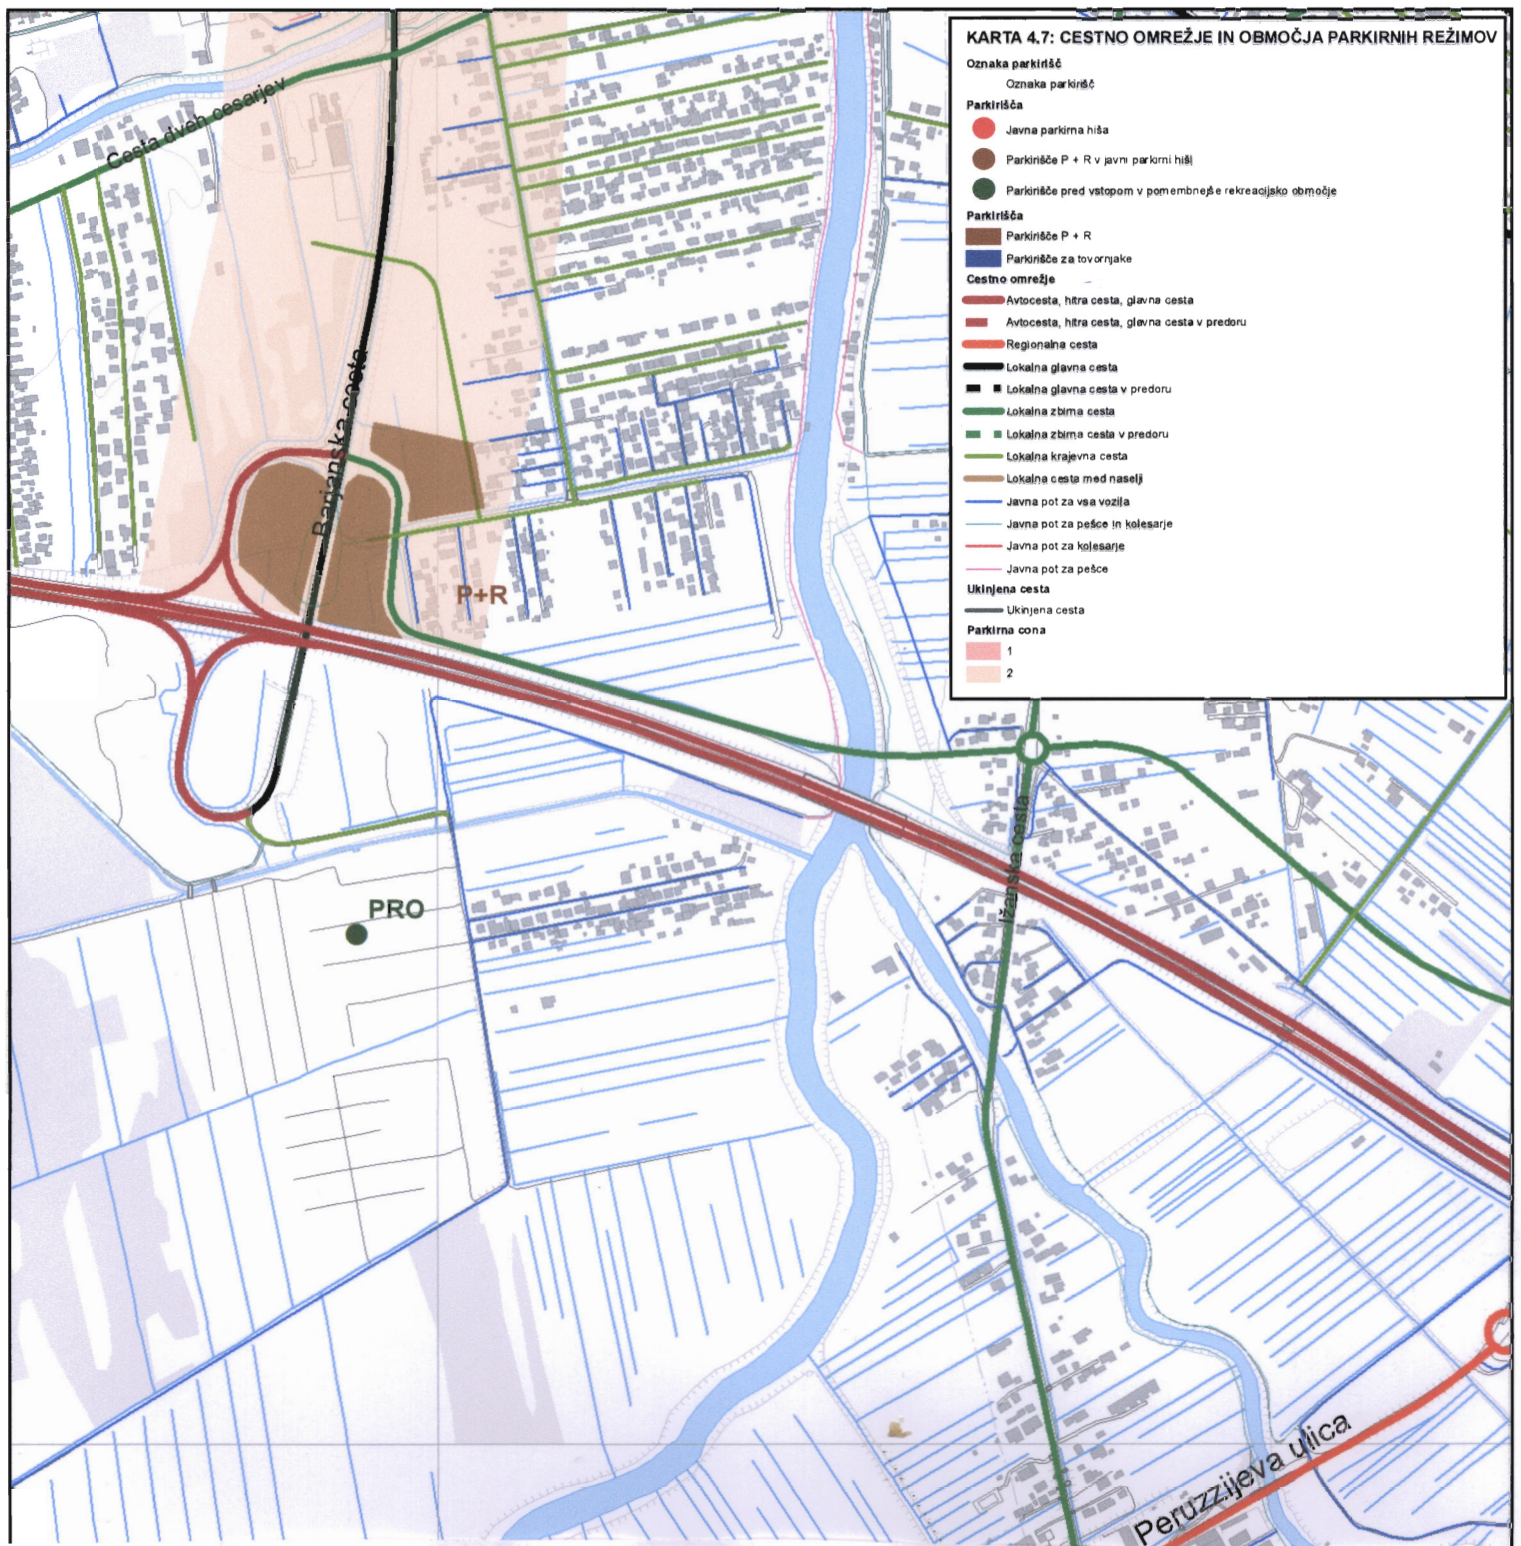 KARTA 4.7: CESTNO OMREŽJE IN OBMOČJA PARKIRNIH REŽIMOV
Oznaka parkirišč
Oznaka parkirišč
Parkirišča
Javna parkirna hiša
Parkirišče P + R v javni parkirni hiši
Parkirišče pred vstopom v pomembnejše rekreacijsko območje
Parkirišča
Parkirišče P + R
Parkirišče za tovornjake
Cestno omrežje
Avtocesta, hitra cesta, glavna cesta
Avtocesta, hitra cesta, glavna cesta v predoru
Regionalna cesta
Lokalna glavna cesta
Lokalna glavna cesta v predoru
Lokalna zbirna cesta
Lokalna zbirna cesta v predoru
Lokalna krajevna cesta
Lokalna cesta med naselji
Javna pot za vsa vozila
Javna pot za pešce in kolesarje
Javna pot za kolesarje
Javna pot za pešce
Ukinjena cesta
Ukinjena cesta
Parkirna cona
1
2
Cesta dveh cesarjev
Barjanska cesta
P+R
Ižanska cesta
PRO
Peruzzijeva ulica